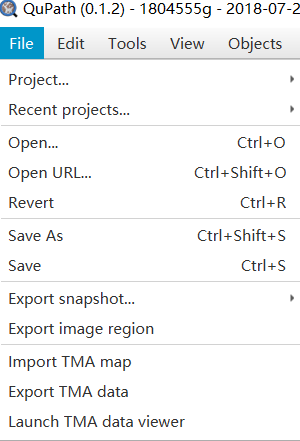 QuPath (0.1.2) - 1804555g - 2018-07-2
File Edit Tools View Objects
Project...
Recent projects...
Open... Ctrl+O
Open URL... Ctrl+Shift+O
Revert Ctrl+R
Save As Ctrl+Shift+S
Save Ctrl+S
Export snapshot...
Export image region
Import TMA map
Export TMA data
Launch TMA data viewer